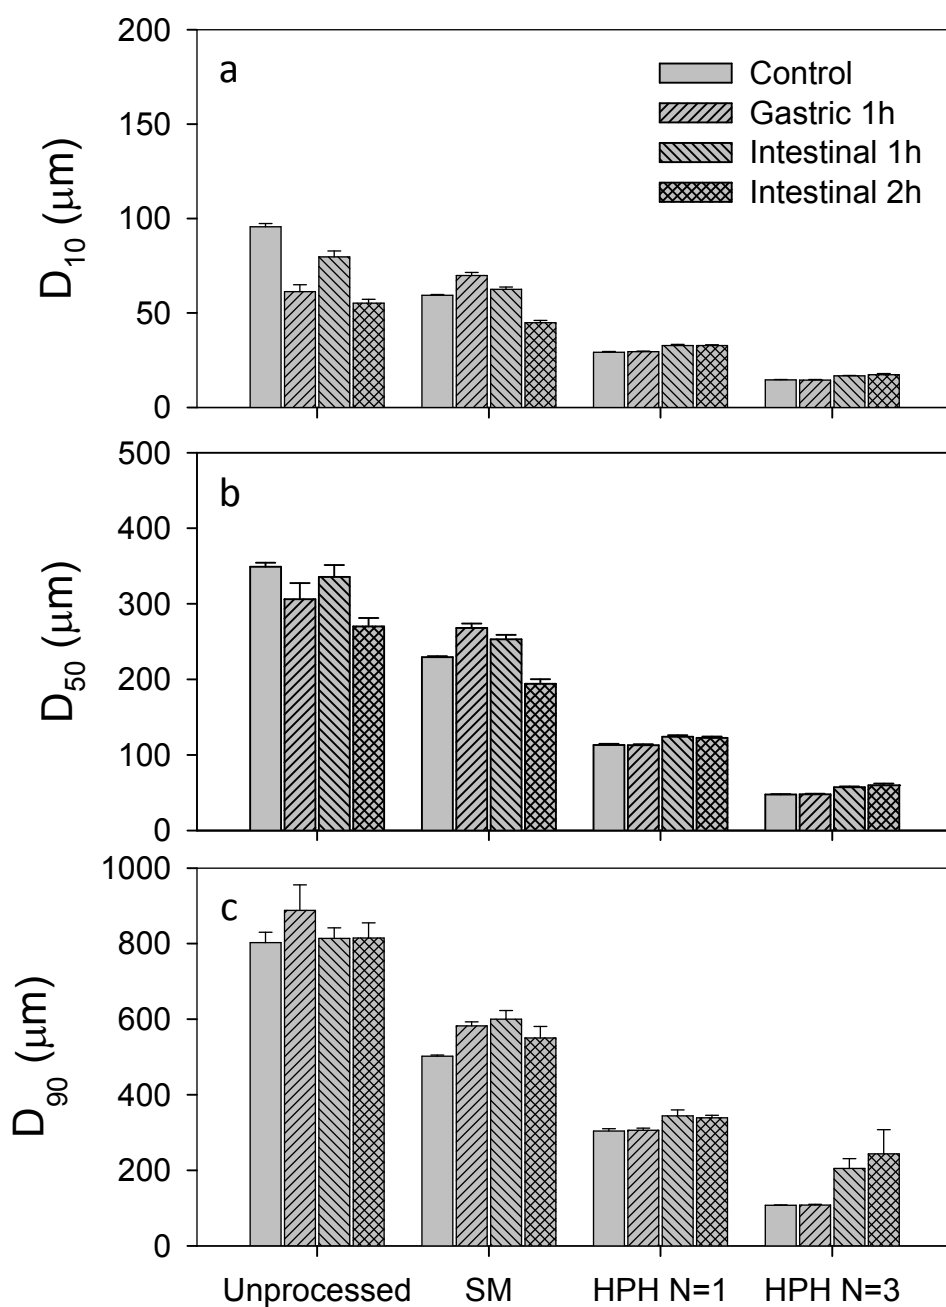 200
a
Control
Gastric 1h
Intestinal 1h
Intestinal 2h
150
100
50
0
D10 (μm)
500
b
400
300
200
100
0
D50 (μm)
1000
c
800
600
400
200
0
D90 (μm)
Unprocessed SM HPH N=1 HPH N=3